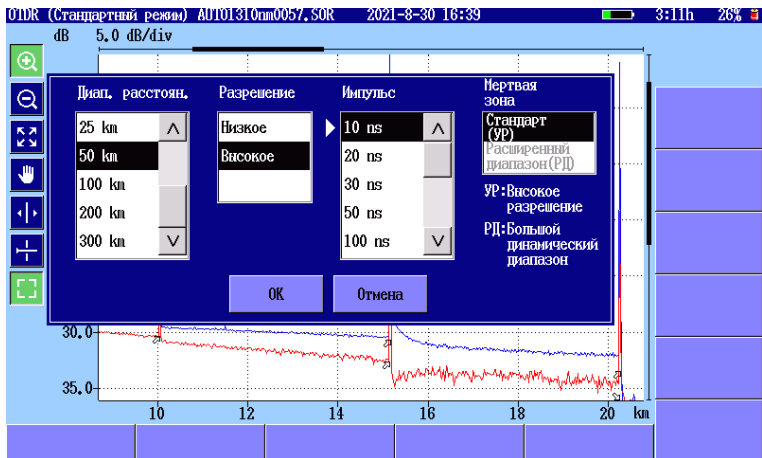 OTDR (Стандартный режим) AUTO1310nm0057.SOR 2021-8-30 16:39 3:11h 26%
dB 5.0 dB/div
Диап. расстоян.
25 km
50 km
100 km
200 km
300 km
Разрешение
Низкое
Высокое
Импульс
10 ns
20 ns
30 ns
50 ns
100 ns
Мертвая
зона
Стандарт
(УР)
Расширенный
диапазон(РД)
УР:Высокое
разрешение
РД:Большой
динамический
диапазон
OK
Отмена
30.0
35.0
10 12 14 16 18 20 km